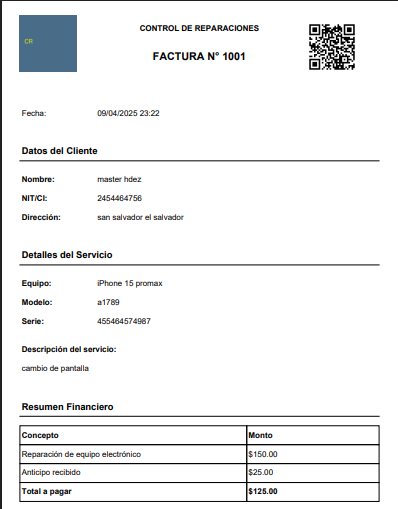 CR
CONTROL DE REPARACIONES
FACTURA N° 1001
Fecha: 09/04/2025 23:22
Datos del Cliente
Nombre: master hdez
NIT/CI: 2454464756
Dirección: san salvador el salvador
Detalles del Servicio
Equipo: iPhone 15 promax
Modelo: a1789
Serie: 455464574987
Descripción del servicio:
cambio de pantalla
Resumen Financiero
Concepto Monto
Reparación de equipo electrónico $150.00
Anticipo recibido $25.00
Total a pagar $125.00